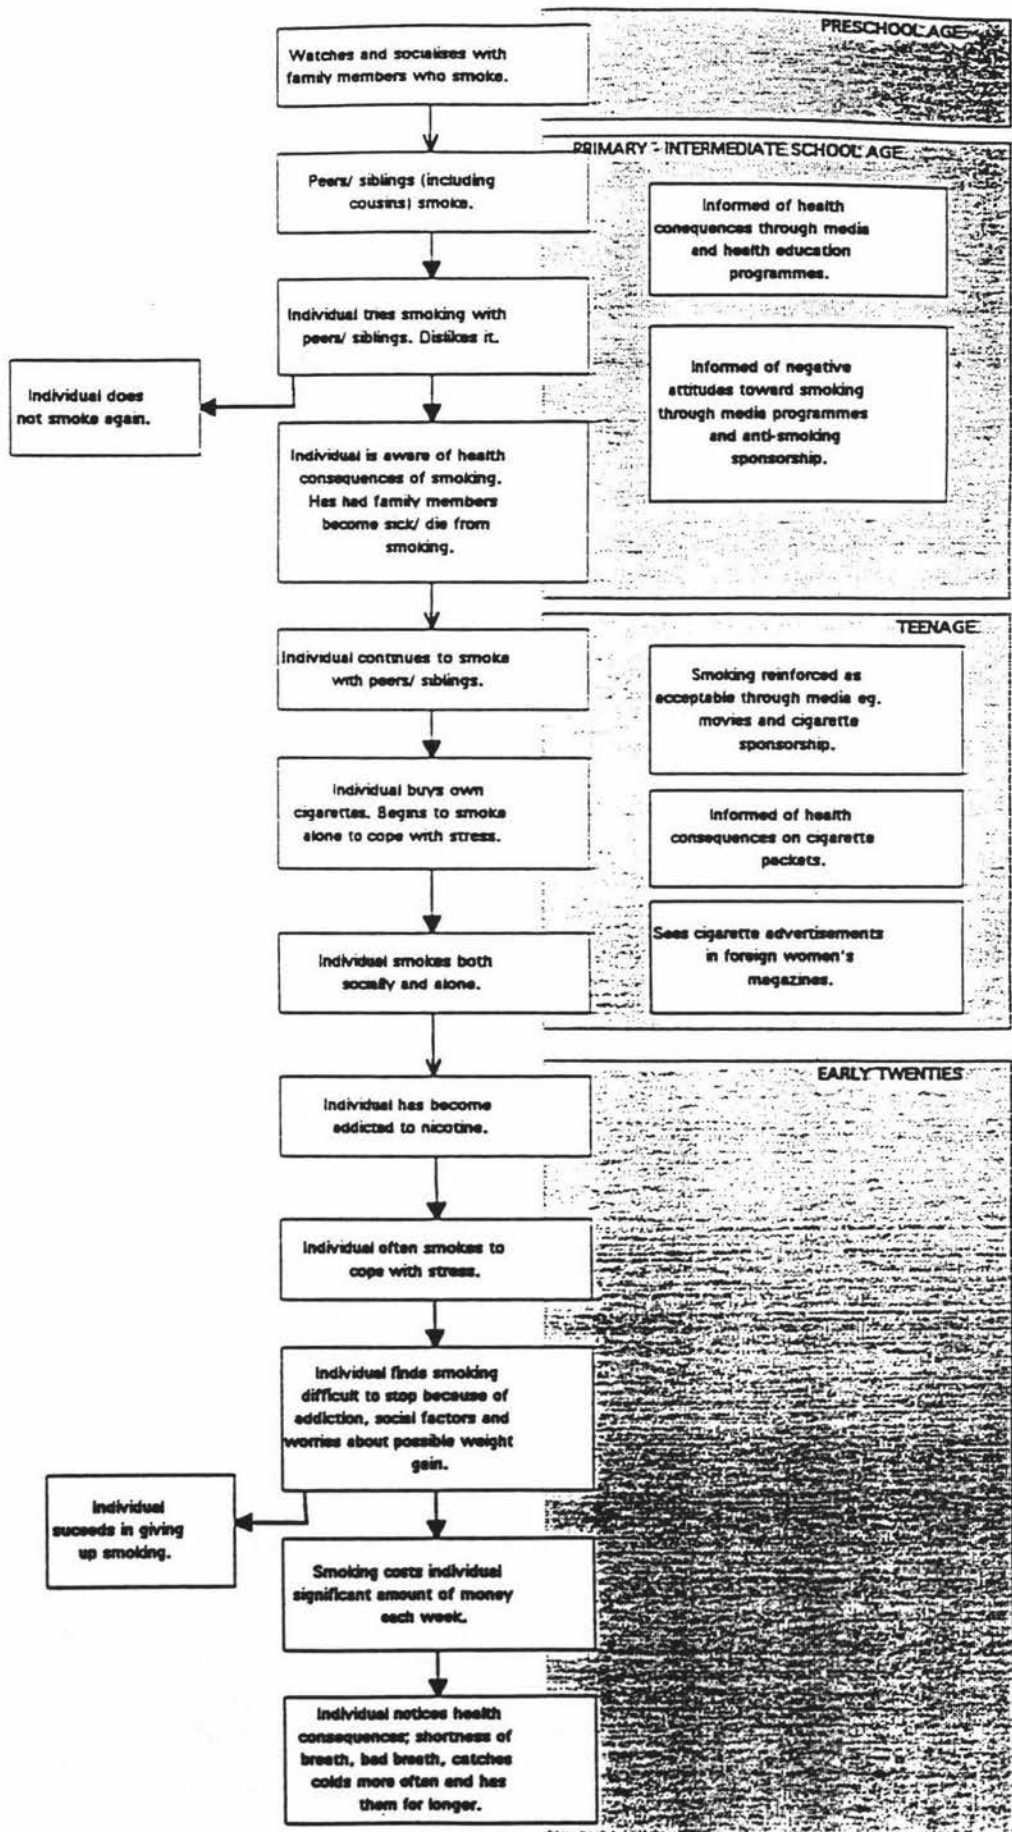 PRESCHOOL AGE
Watches and socialises with
family members who smoke.
PRIMARY - INTERMEDIATE SCHOOL AGE
Peers/ siblings (including
cousins) smoke.
Informed of health
consequences through media
and health education
programmes.
Individual tries smoking with
peers/ siblings. Dislikes it.
Individual does
not smoke again.
Informed of negative
attitudes toward smoking
through media programmes
and anti-smoking
sponsorship.
Individual is aware of health
consequences of smoking.
Has had family members
become sick/ die from
smoking.
TEENAGE
Individual continues to smoke
with peers/ siblings.
Smoking reinforced as
acceptable through media eg.
movies and cigarette
sponsorship.
Individual buys own
cigarettes. Begins to smoke
alone to cope with stress.
Informed of health
consequences on cigarette
packets.
Individual smokes both
socially and alone.
Sees cigarette advertisements
in foreign women's
magazines.
EARLY TWENTIES
Individual has become
addicted to nicotine.
Individual often smokes to
cope with stress.
Individual finds smoking
difficult to stop because of
addiction, social factors and
worries about possible weight
gain.
Individual
suceeds in giving
up smoking.
Smoking costs individual
significant amount of money
each week.
Individual notices health
consequences; shortness of
breath, bad breath, catches
colds more often and has
them for longer.